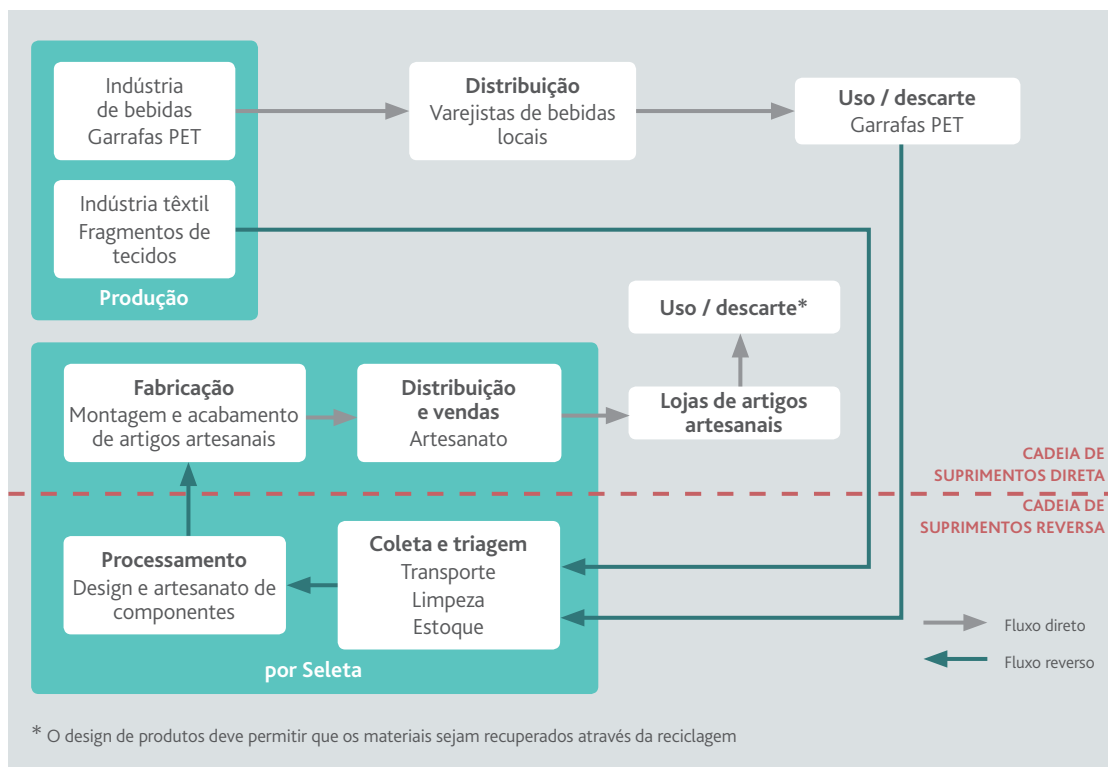 Indústria
de bebidas
Garrafas PET
Distribuição
Varejistas de bebidas
locais
Uso / descarte
Garrafas PET
Indústria têxtil
Fragmentos de
tecidos
Produção
Uso / descarte*
Fabricação
Montagem e acabamento
de artigos artesanais
Distribuição
e vendas
Artesanato
Lojas de artigos
artesanais
CADEIA DE
SUPRIMENTOS DIRETA
CADEIA DE
SUPRIMENTOS REVERSA
Processamento
Design e artesanato de
componentes
Coleta e triagem
Transporte
Limpeza
Estoque
por Seleta
Fluxo direto
Fluxo reverso
* O design de produtos deve permitir que os materiais sejam recuperados através da reciclagem